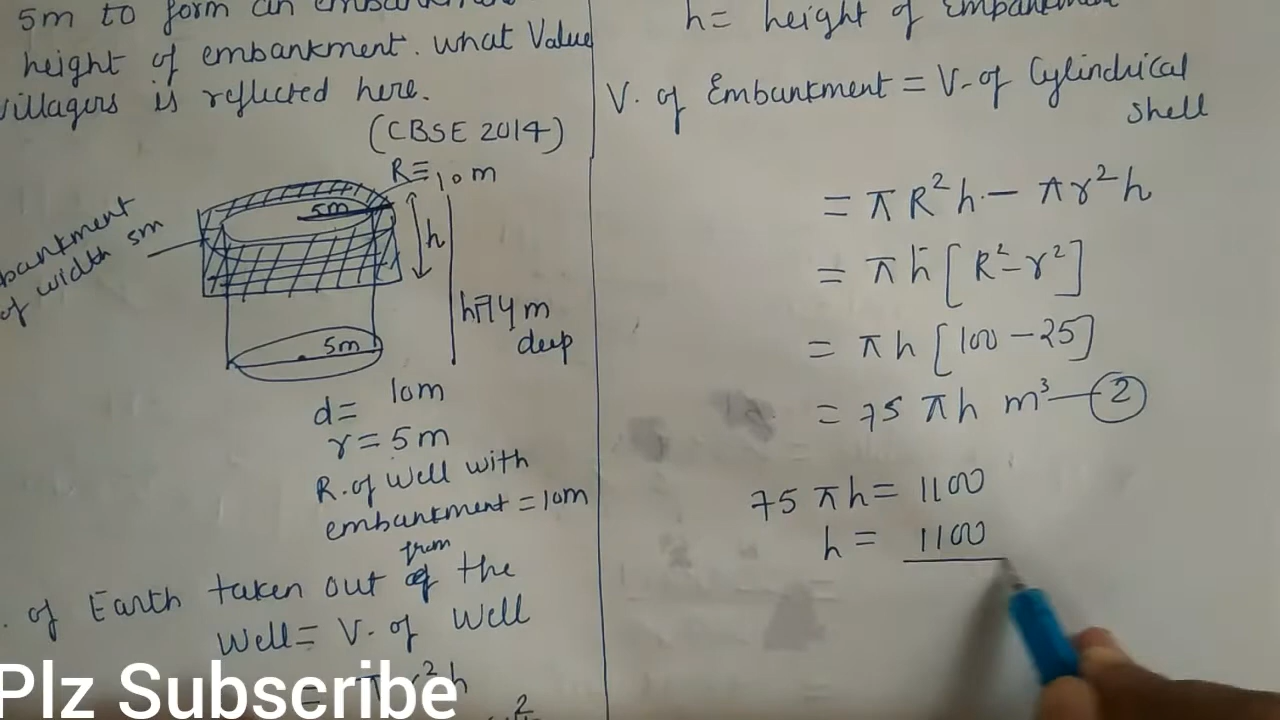 5m to form an
height of embankment. What Value
villagers is reflected here.
(CBSE 2014)
R=10m
5m
h
of width 5m
h=14m
deep
5m
d= 10m
r=5m
R. of Well with
embankment =10m
from
of Earth taken out of the
Well= V. of Well
= πr²h
2
h= height of Embankment
V. of Embankment = V. of Cylindrical
Shell
= πR²h - πr²h
= πh [R²-r²]
= πh [100-25]
= 75 πh m³ — 2
75 πh= 1100
h= 1100
Plz Subscribe